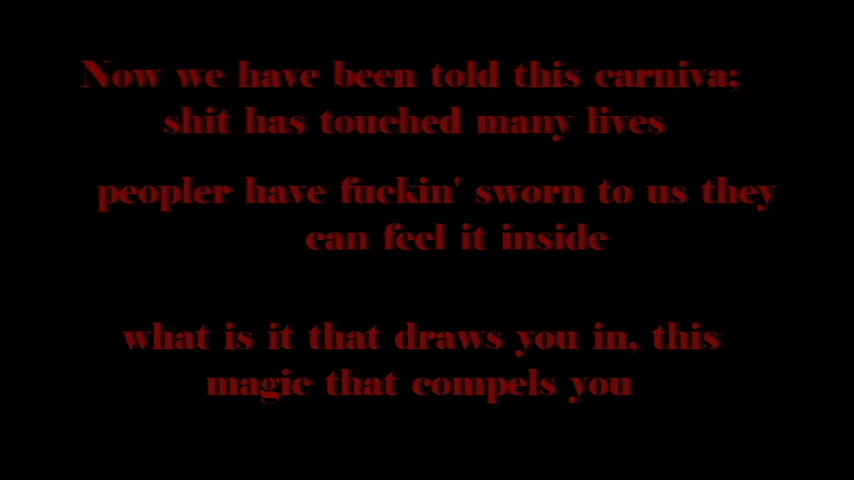 Now we have been told this carniva;
shit has touched many lives
peopler have fuckin' sworn to us they
can feel it inside
what is it that draws you in, this
magic that compels you